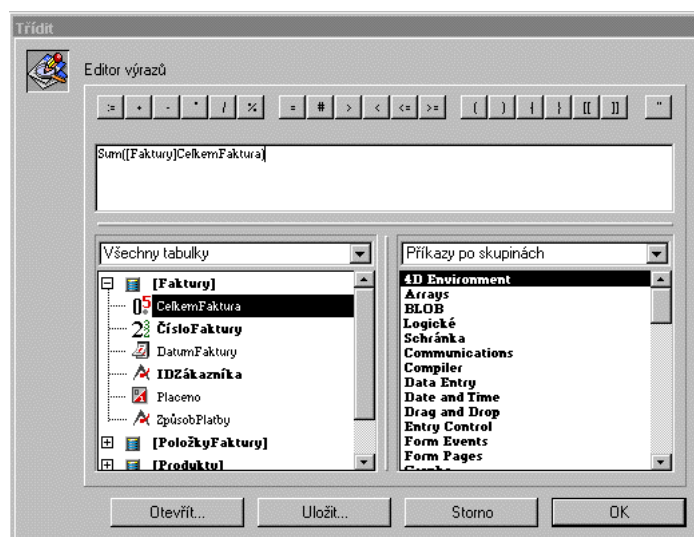 Třídit
Editor výrazů
:= + - * / % = # > < <= >= ( ) { } [[ ]] "
Sum([Faktury]CelkemFaktura)
Všechny tabulky
[Faktury]
CelkemFaktura
ČísloFaktury
DatumFaktury
IDZákazníka
Placeno
ZpůsobPlatby
[PoložkyFaktury]
[Produkty]
Příkazy po skupinách
4D Environment
Arrays
BLOB
Logické
Schránka
Communications
Compiler
Data Entry
Date and Time
Drag and Drop
Entry Control
Form Events
Form Pages
Otevřít... Uložit... Storno OK